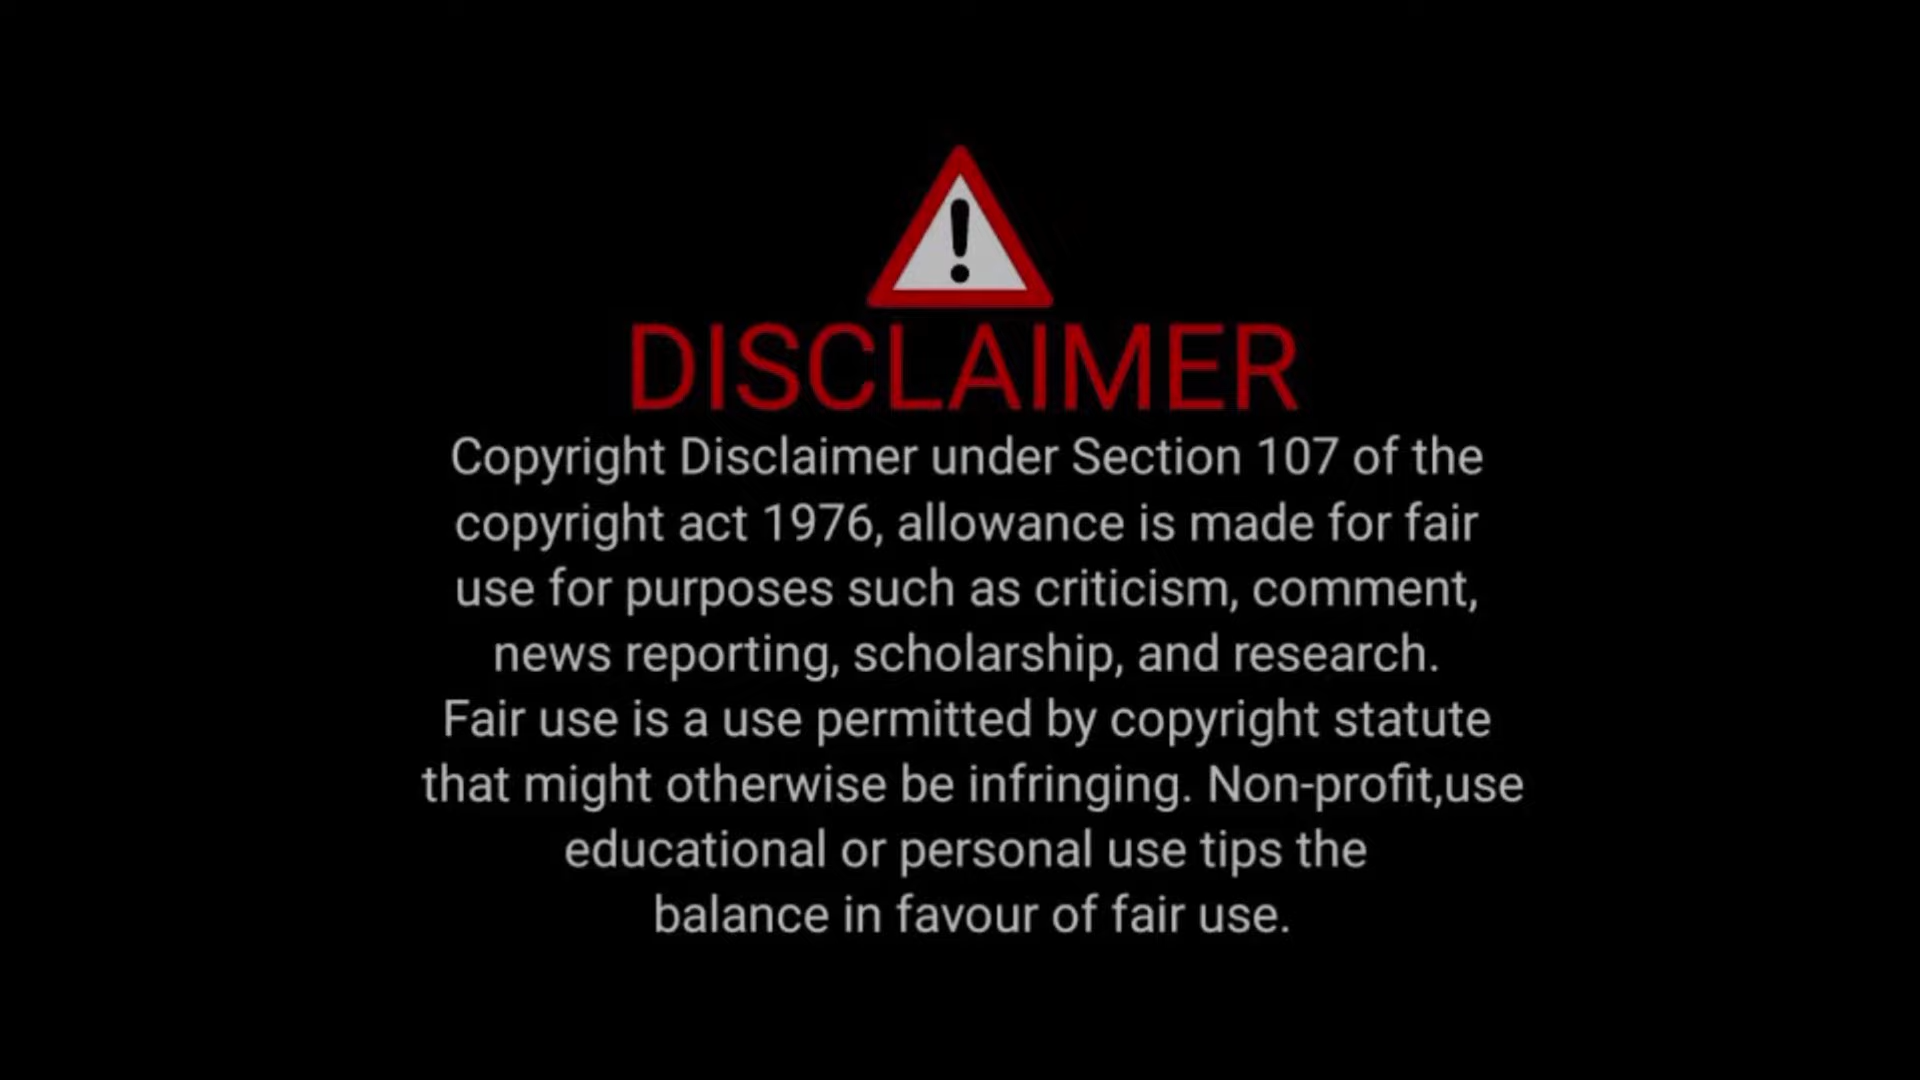 DISCLAIMER
Copyright Disclaimer under Section 107 of the
copyright act 1976, allowance is made for fair
use for purposes such as criticism, comment,
news reporting, scholarship, and research.
Fair use is a use permitted by copyright statute
that might otherwise be infringing. Non-profit,use
educational or personal use tips the
balance in favour of fair use.